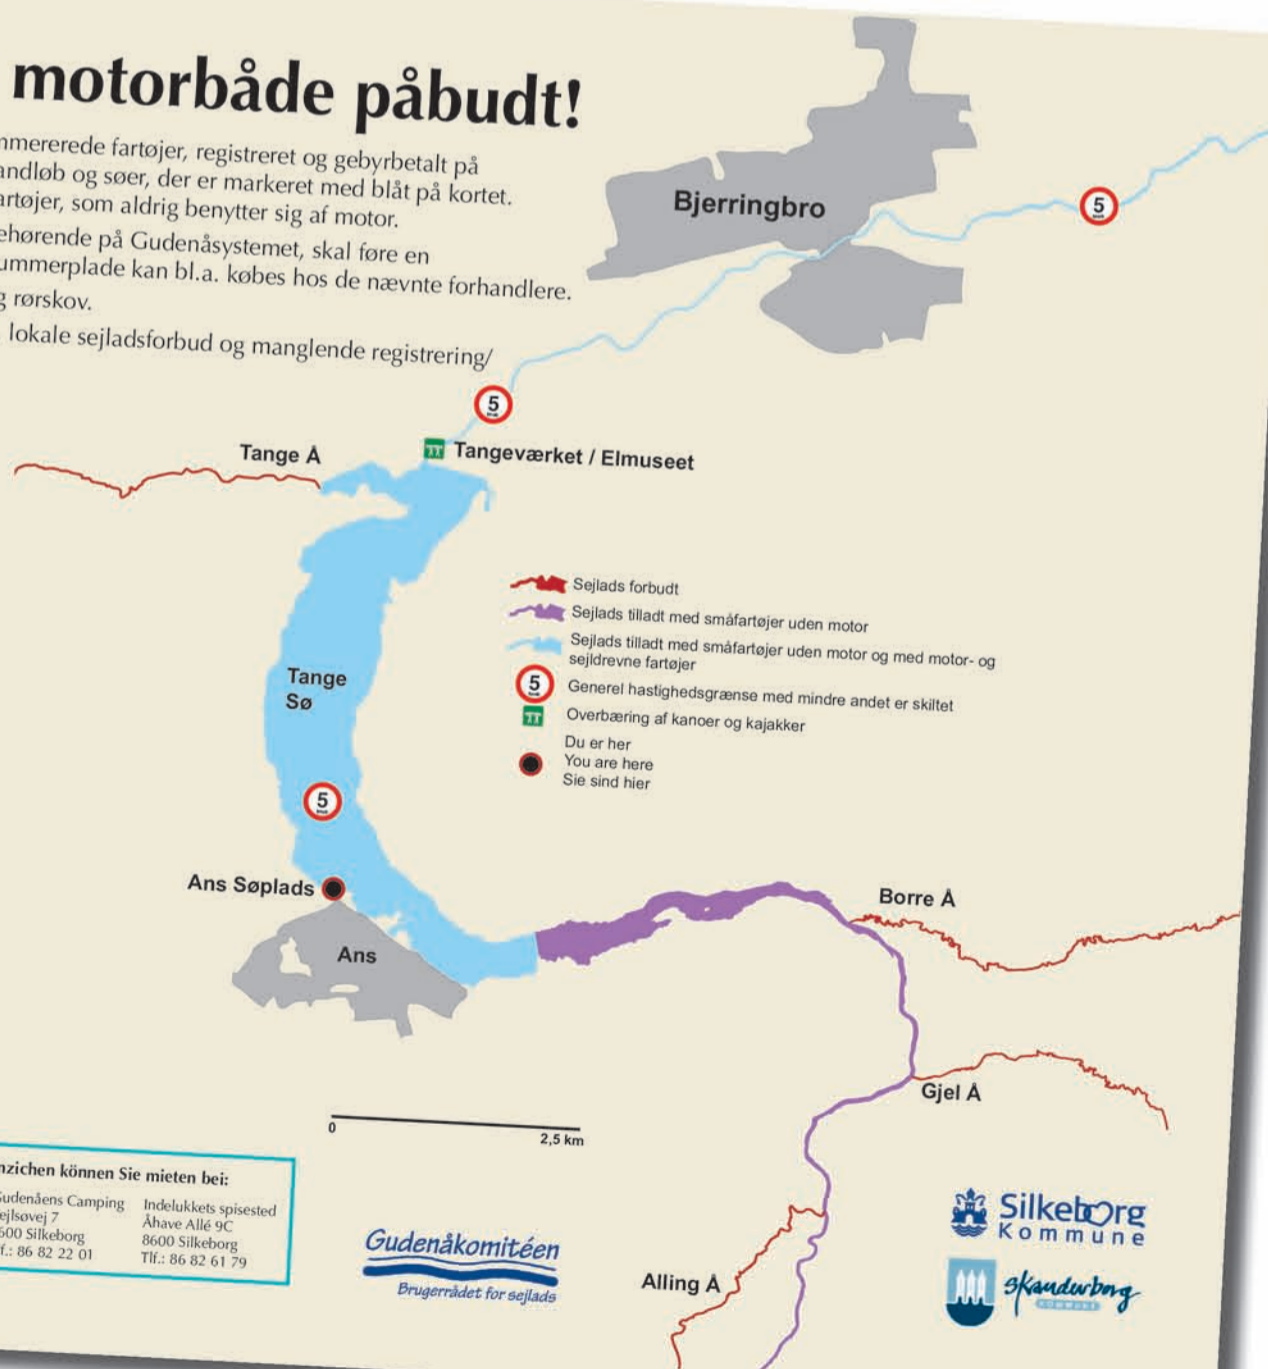 motorbåde påbudt!
mmererede fartøjer, registreret og gebyrbetalt på
andløb og søer, der er markeret med blåt på kortet.
artøjer, som aldrig benytter sig af motor.
ehørende på Gudenåsystemet, skal føre en
ummerplade kan bl.a. købes hos de nævnte forhandlere.
g rørskov.
lokale sejladsforbud og manglende registrering/
Bjerringbro
5
5
Tange Å
Tangeværket / Elmuseet
Sejlads forbudt
Sejlads tilladt med småfartøjer uden motor
Sejlads tilladt med småfartøjer uden motor og med motor- og
sejldrevne fartøjer
5
Generel hastighedsgrænse med mindre andet er skiltet
Overbæring af kanoer og kajakker
Du er her
You are here
Sie sind hier
Tange
Sø
5
Ans Søplads
Ans
Borre Å
Gjel Å
0
2,5 km
nzichen können Sie mieten bei:
Gudenåens Camping
ejlsøvej 7
600 Silkeborg
f.: 86 82 22 01
Indelukkets spisested
Åhave Allé 9C
8600 Silkeborg
Tlf.: 86 82 61 79
Gudenåkomitéen
Brugerrådet for sejlads
Alling Å
Silkeborg
Kommune
skanderborg
KOMMUNE